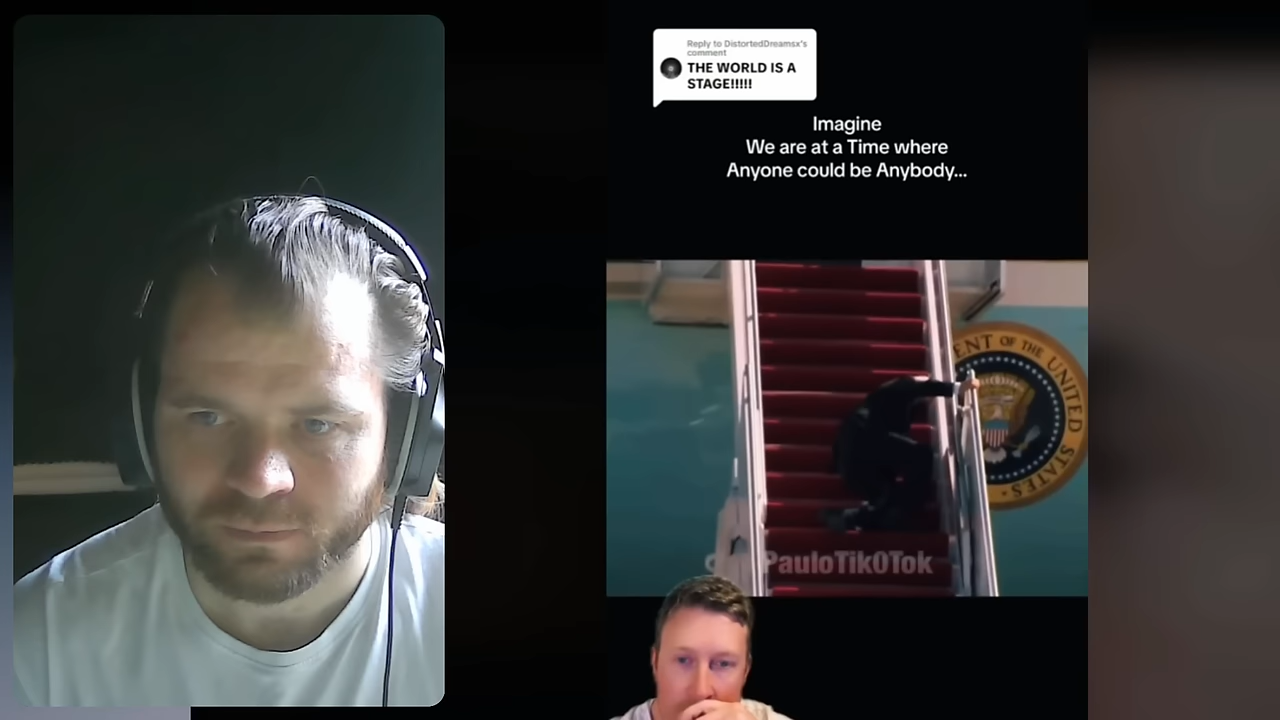 Reply to DistortedDreamsx's
comment
THE WORLD IS A
STAGE!!!!!
Imagine
We are at a Time where
Anyone could be Anybody...
ENT OF THE UNITED
STATES
PauloTikOTok